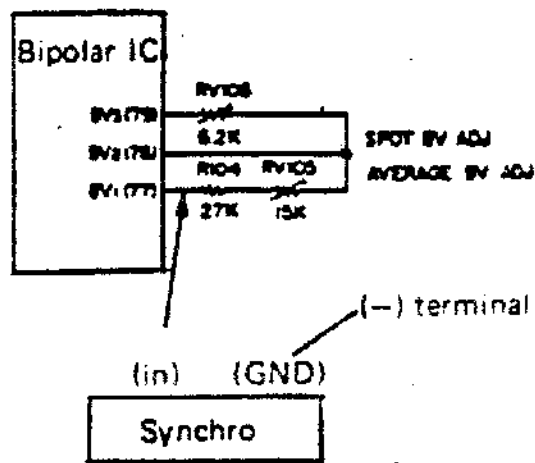 Bipolar IC
RV106
BV3 (79)
6.2K
SPOT BV ADJ
BV2 (78)
R104 RV105
AVERAGE BV ADJ
BV1 (77)
27K 15K
(−) terminal
(in) (GND)
Synchro